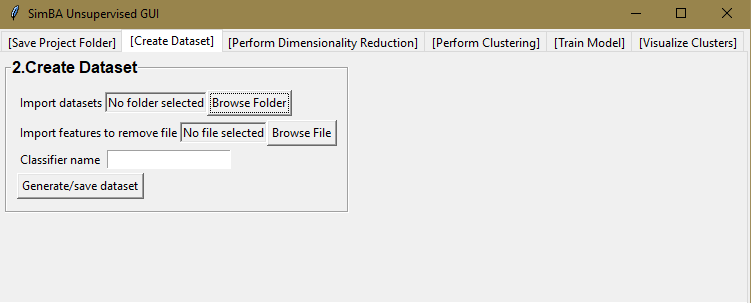 SimBA Unsupervised GUI
[Save Project Folder] [Create Dataset] [Perform Dimensionality Reduction] [Perform Clustering] [Train Model] [Visualize Clusters]
2.Create Dataset
Import datasets No folder selected Browse Folder
Import features to remove file No file selected Browse File
Classifier name
Generate/save dataset